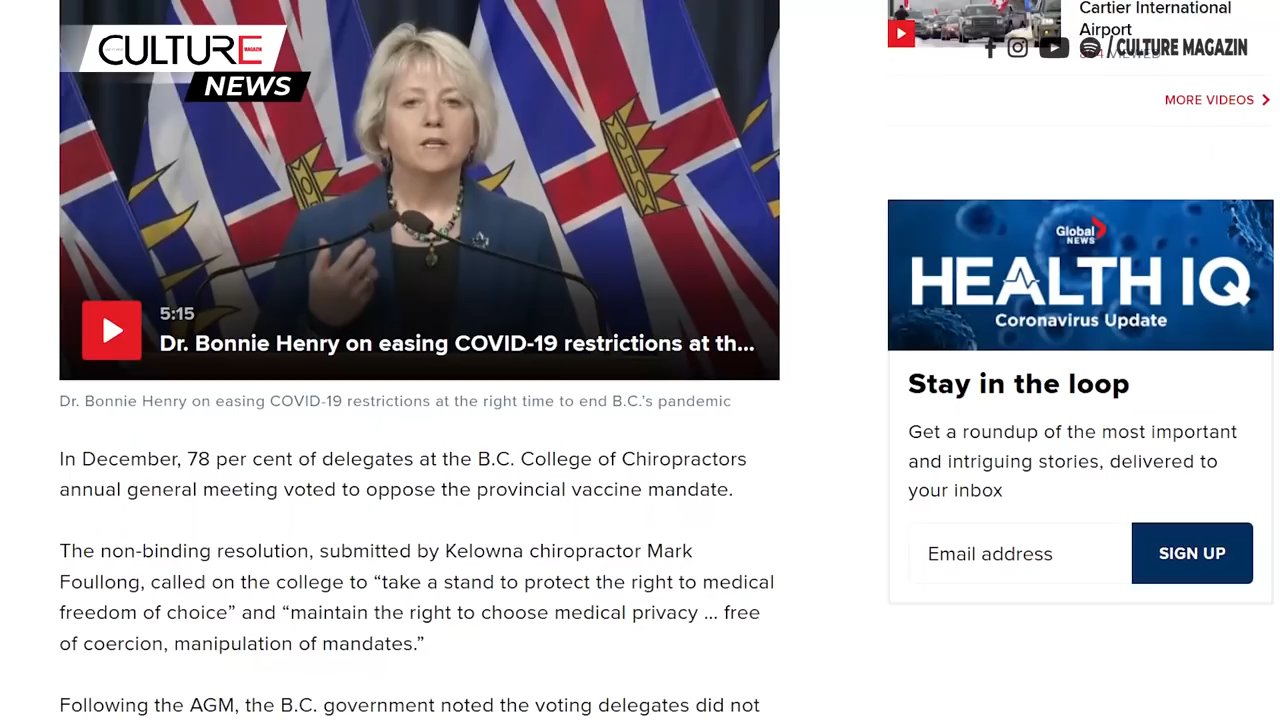 CULTURE
MAGAZIN
NEWS
5:15
Dr. Bonnie Henry on easing COVID-19 restrictions at th...
Dr. Bonnie Henry on easing COVID-19 restrictions at the right time to end B.C.’s pandemic
In December, 78 per cent of delegates at the B.C. College of Chiropractors
annual general meeting voted to oppose the provincial vaccine mandate.
The non-binding resolution, submitted by Kelowna chiropractor Mark
Foullong, called on the college to “take a stand to protect the right to medical
freedom of choice” and “maintain the right to choose medical privacy ... free
of coercion, manipulation of mandates.”
Following the AGM, the B.C. government noted the voting delegates did not
Cartier International
Airport
/CULTURE MAGAZIN
VIEWED
MORE VIDEOS
Global
NEWS
HEALTH IQ
Coronavirus Update
Stay in the loop
Get a roundup of the most important
and intriguing stories, delivered to
your inbox
Email address
SIGN UP